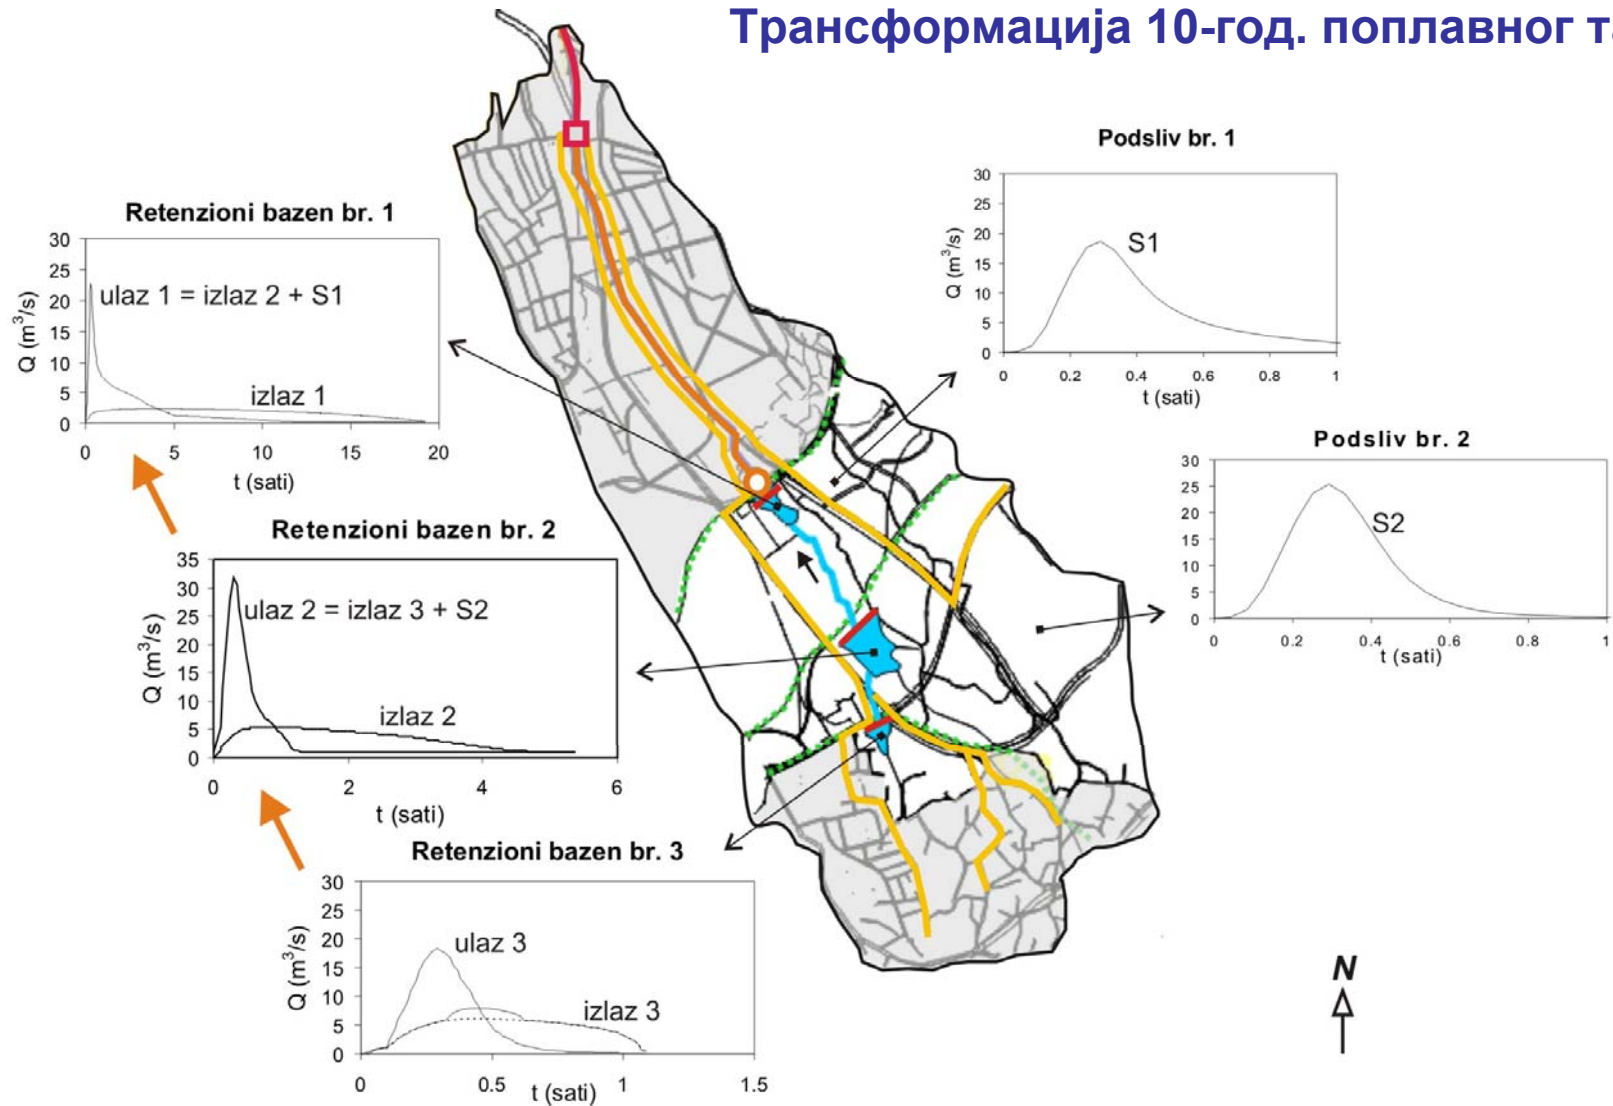 Трансформација 10-год. поплавног
Podsliv br. 1
30
25
20
15
10
5
0
Q (m³/s)
S1
0 0.2 0.4 0.6 0.8 1
t (sati)
Retenzioni bazen br. 1
30
25
20
15
10
5
0
Q (m³/s)
ulaz 1 = izlaz 2 + S1
izlaz 1
0 5 10 15 20
t (sati)
Podsliv br. 2
30
25
20
15
10
5
0
Q (m³/s)
S2
0 0.2 0.4 0.6 0.8 1
t (sati)
Retenzioni bazen br. 2
35
30
25
20
15
10
5
0
Q (m³/s)
ulaz 2 = izlaz 3 + S2
izlaz 2
0 2 4 6
t (sati)
Retenzioni bazen br. 3
30
25
20
15
10
5
0
Q (m³/s)
ulaz 3
izlaz 3
0 0.5 1 1.5
t (sati)
N